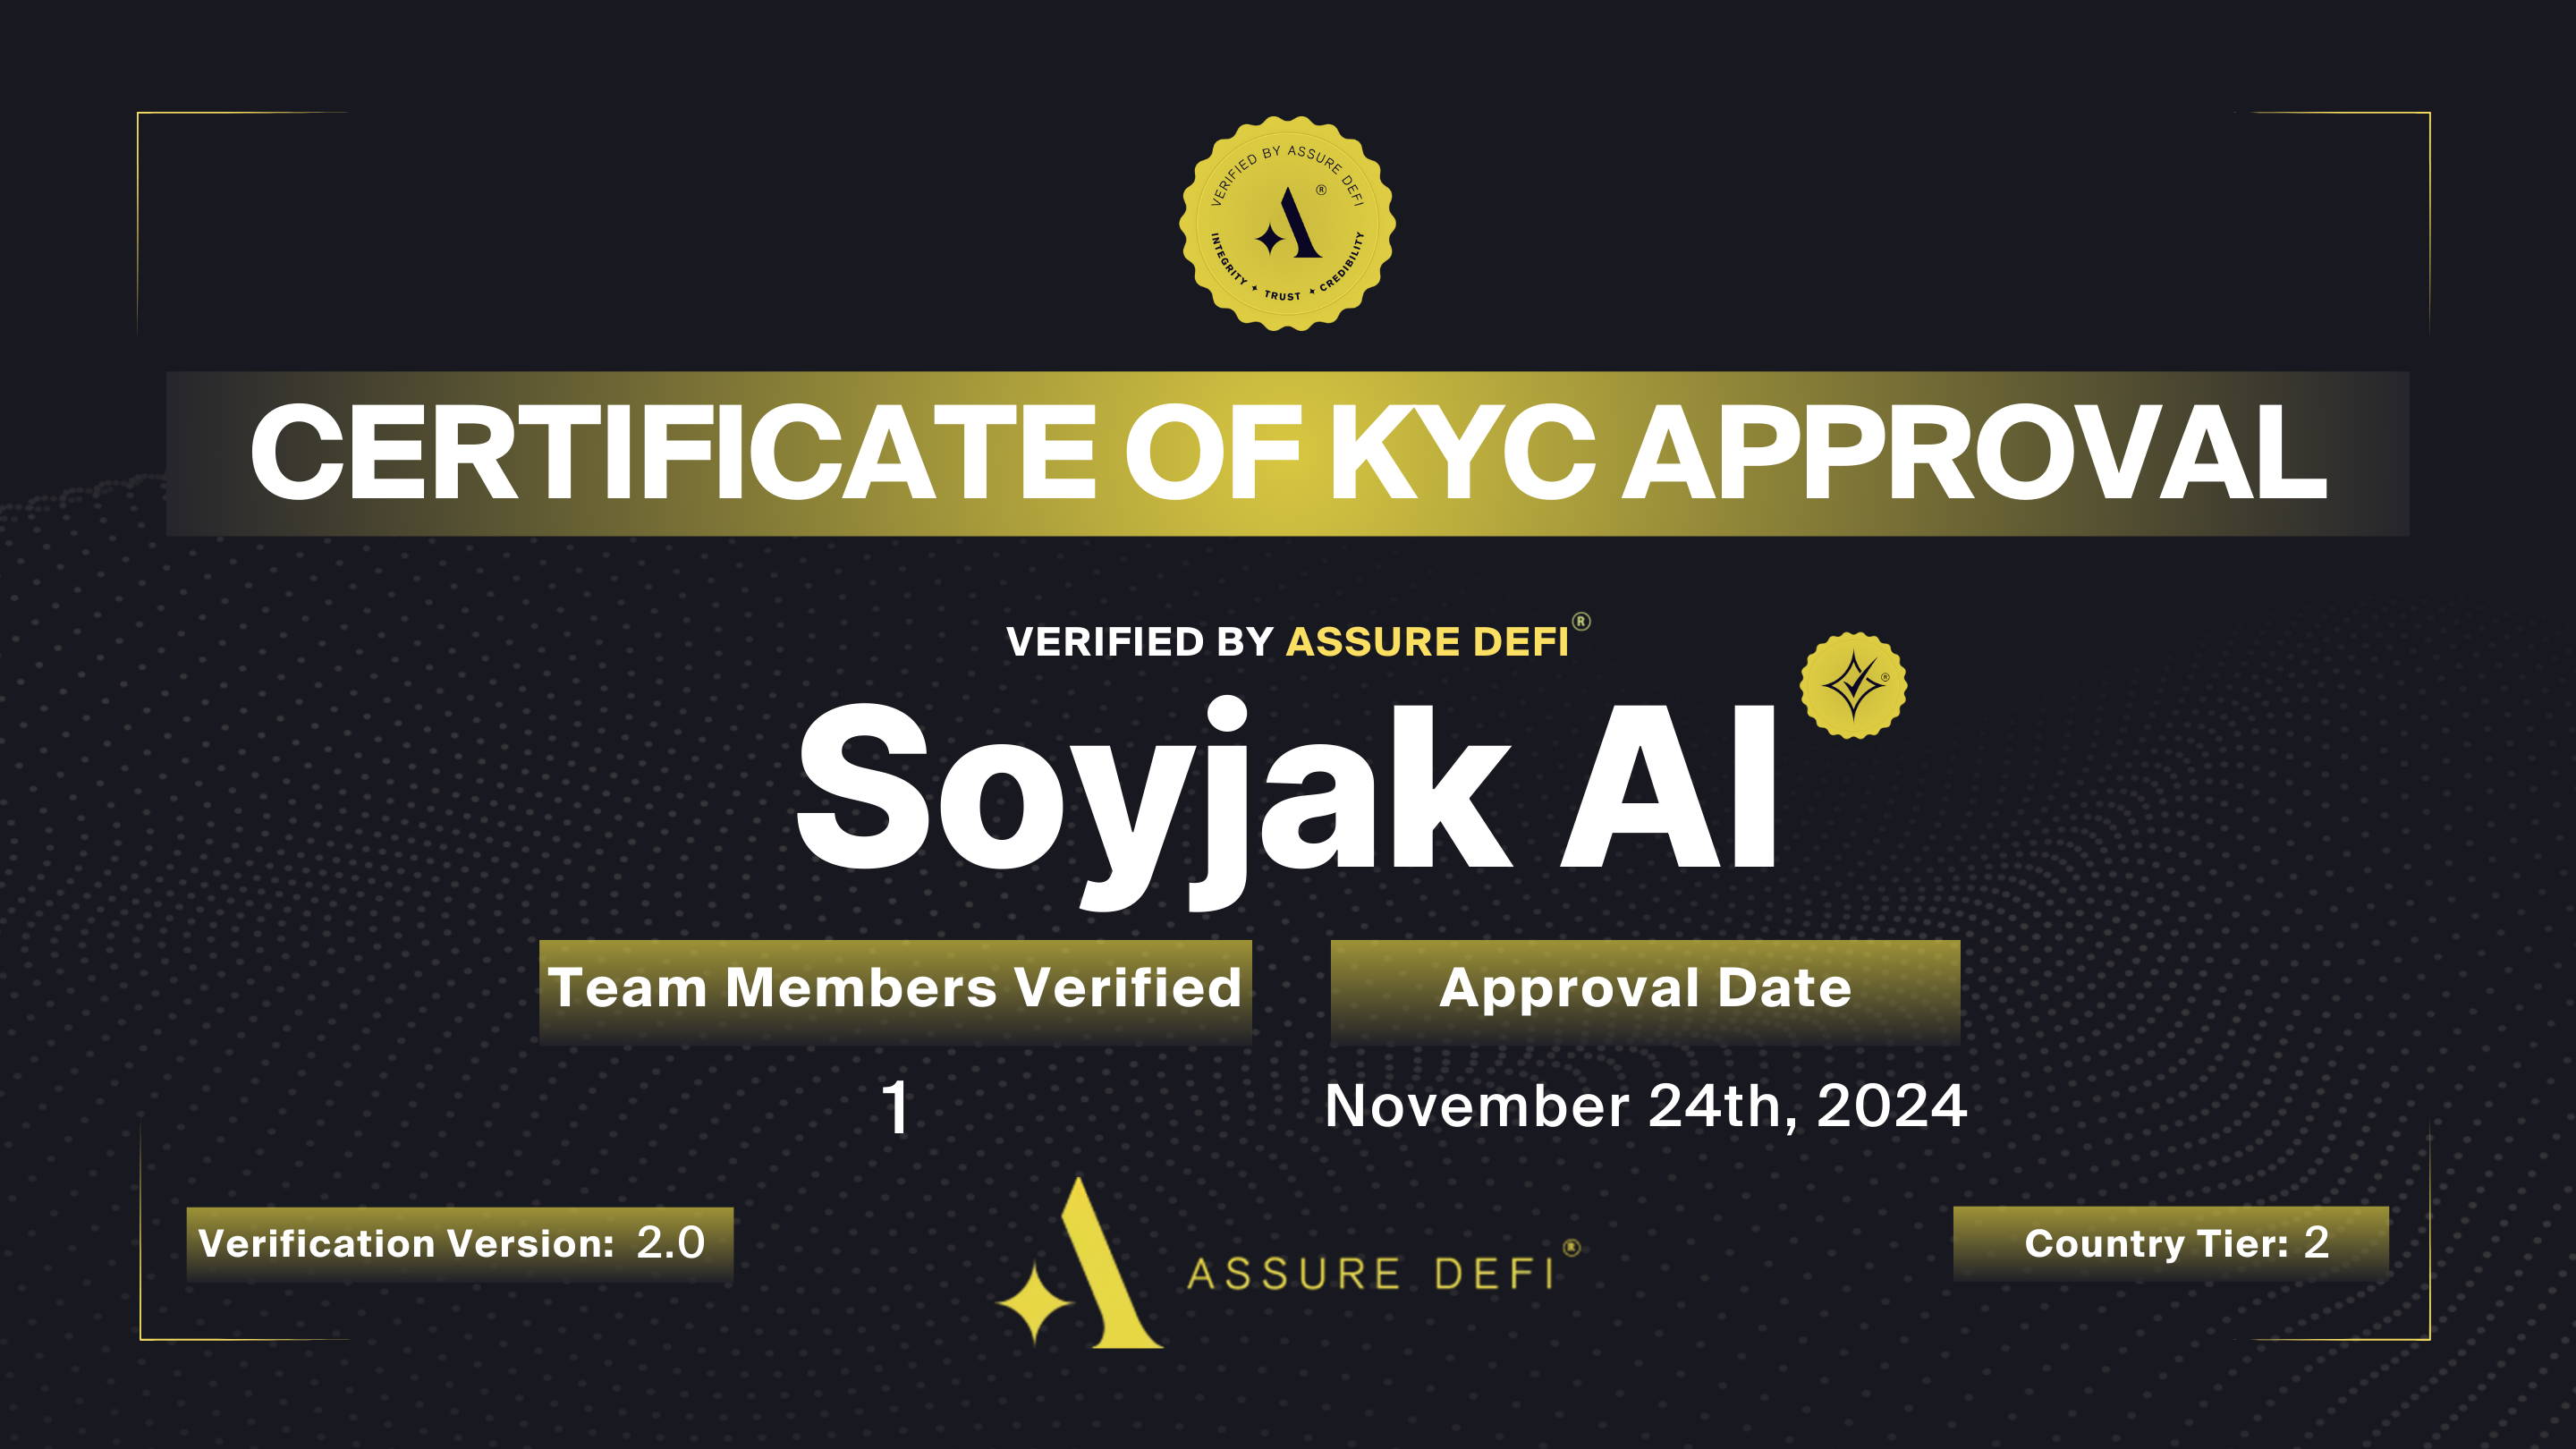 VERIFIED BY ASSURE DEFI
®
INTEGRITY ✦ TRUST ✦ CREDIBILITY
CERTIFICATE OF KYC APPROVAL
VERIFIED BY ASSURE DEFI®
Soyjak AI
®
Team Members Verified
Approval Date
1
November 24th, 2024
Verification Version: 2.0
ASSURE DEFI®
Country Tier: 2